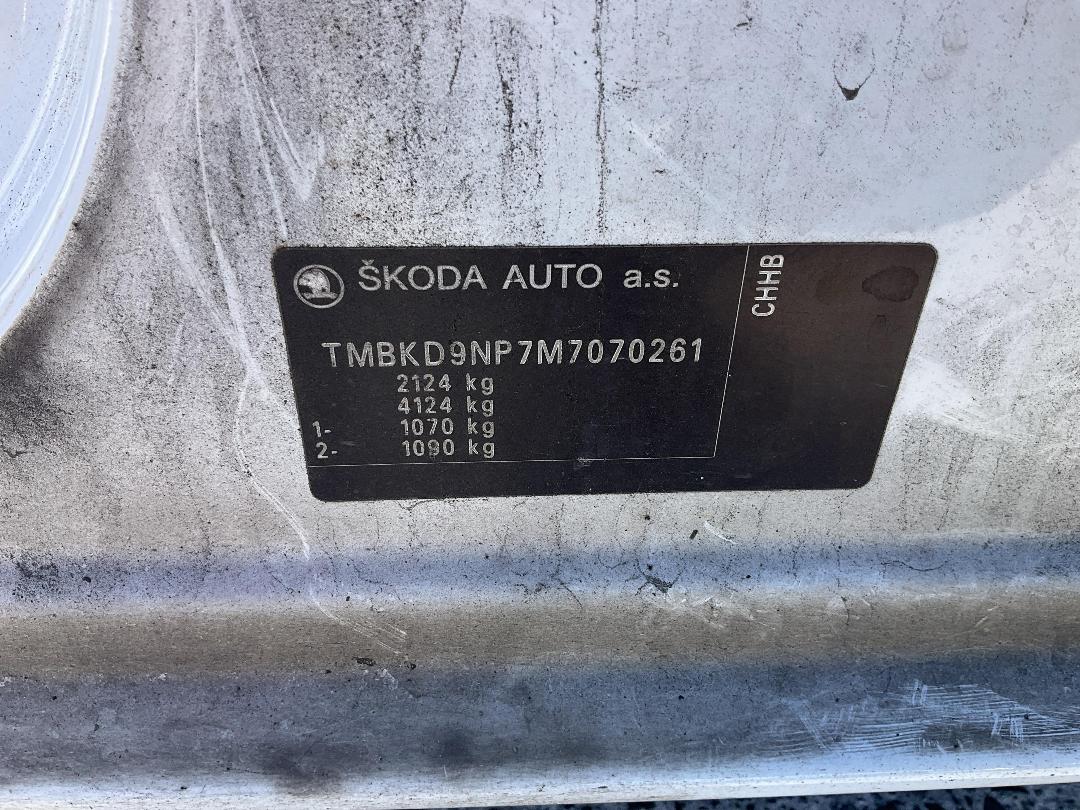 ŠKODA AUTO a.s.
CHHB
TMBKD9NP7M7070261
2124 kg
4124 kg
1- 1070 kg
2- 1090 kg